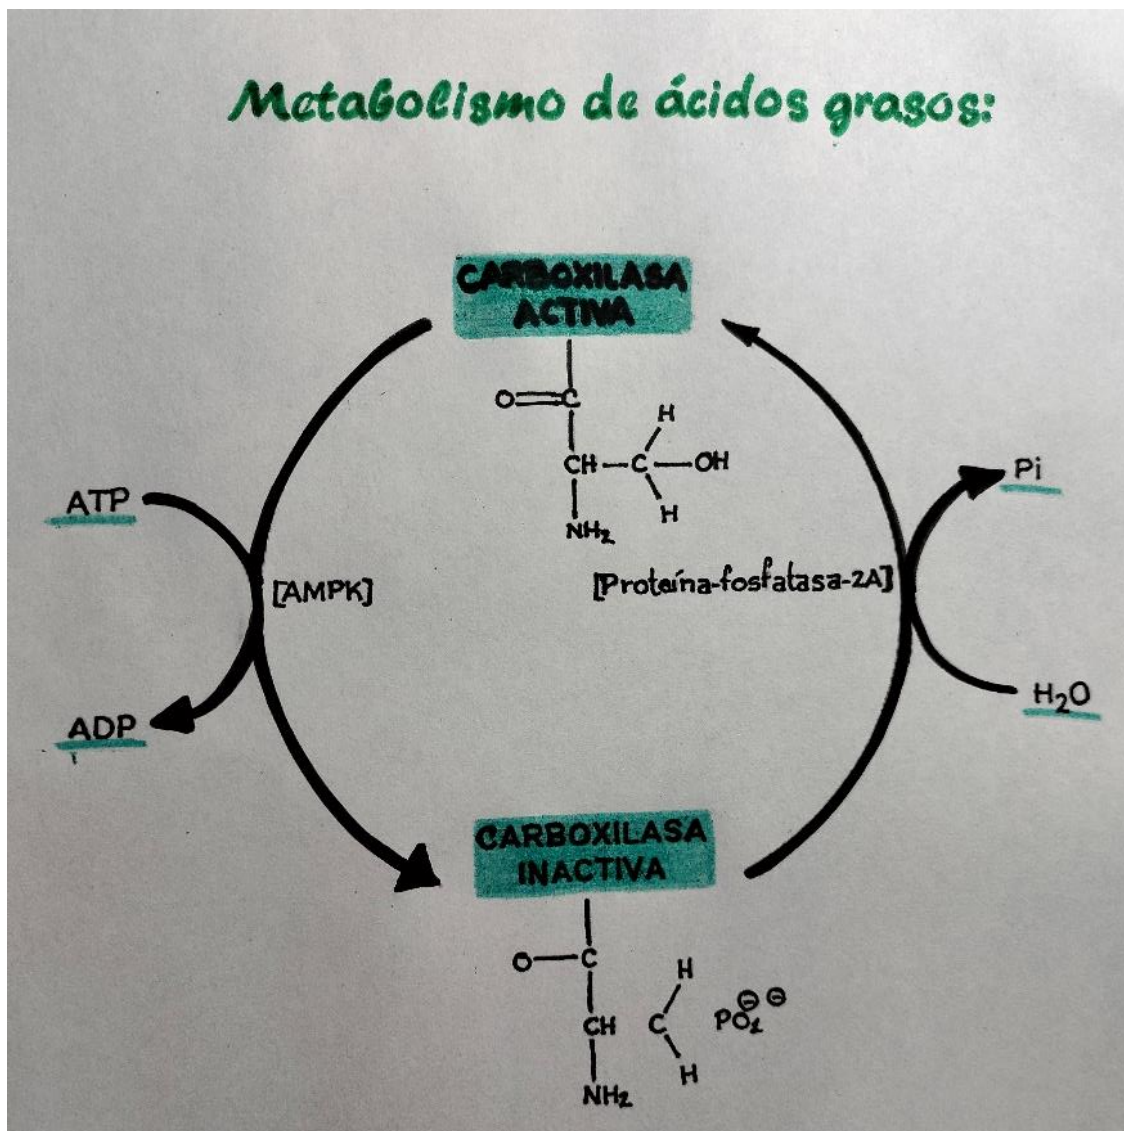 Metabolismo de ácidos grasos:
CARBOXILASA
ACTIVA
O
C
H
CH
C
OH
H
NH₂
ATP
Pi
[AMPK]
[Proteína-fosfatasa-2A]
ADP
H₂O
CARBOXILASA
INACTIVA
O
C
H
CH
C
PO₂⊖⊖
H
NH₂